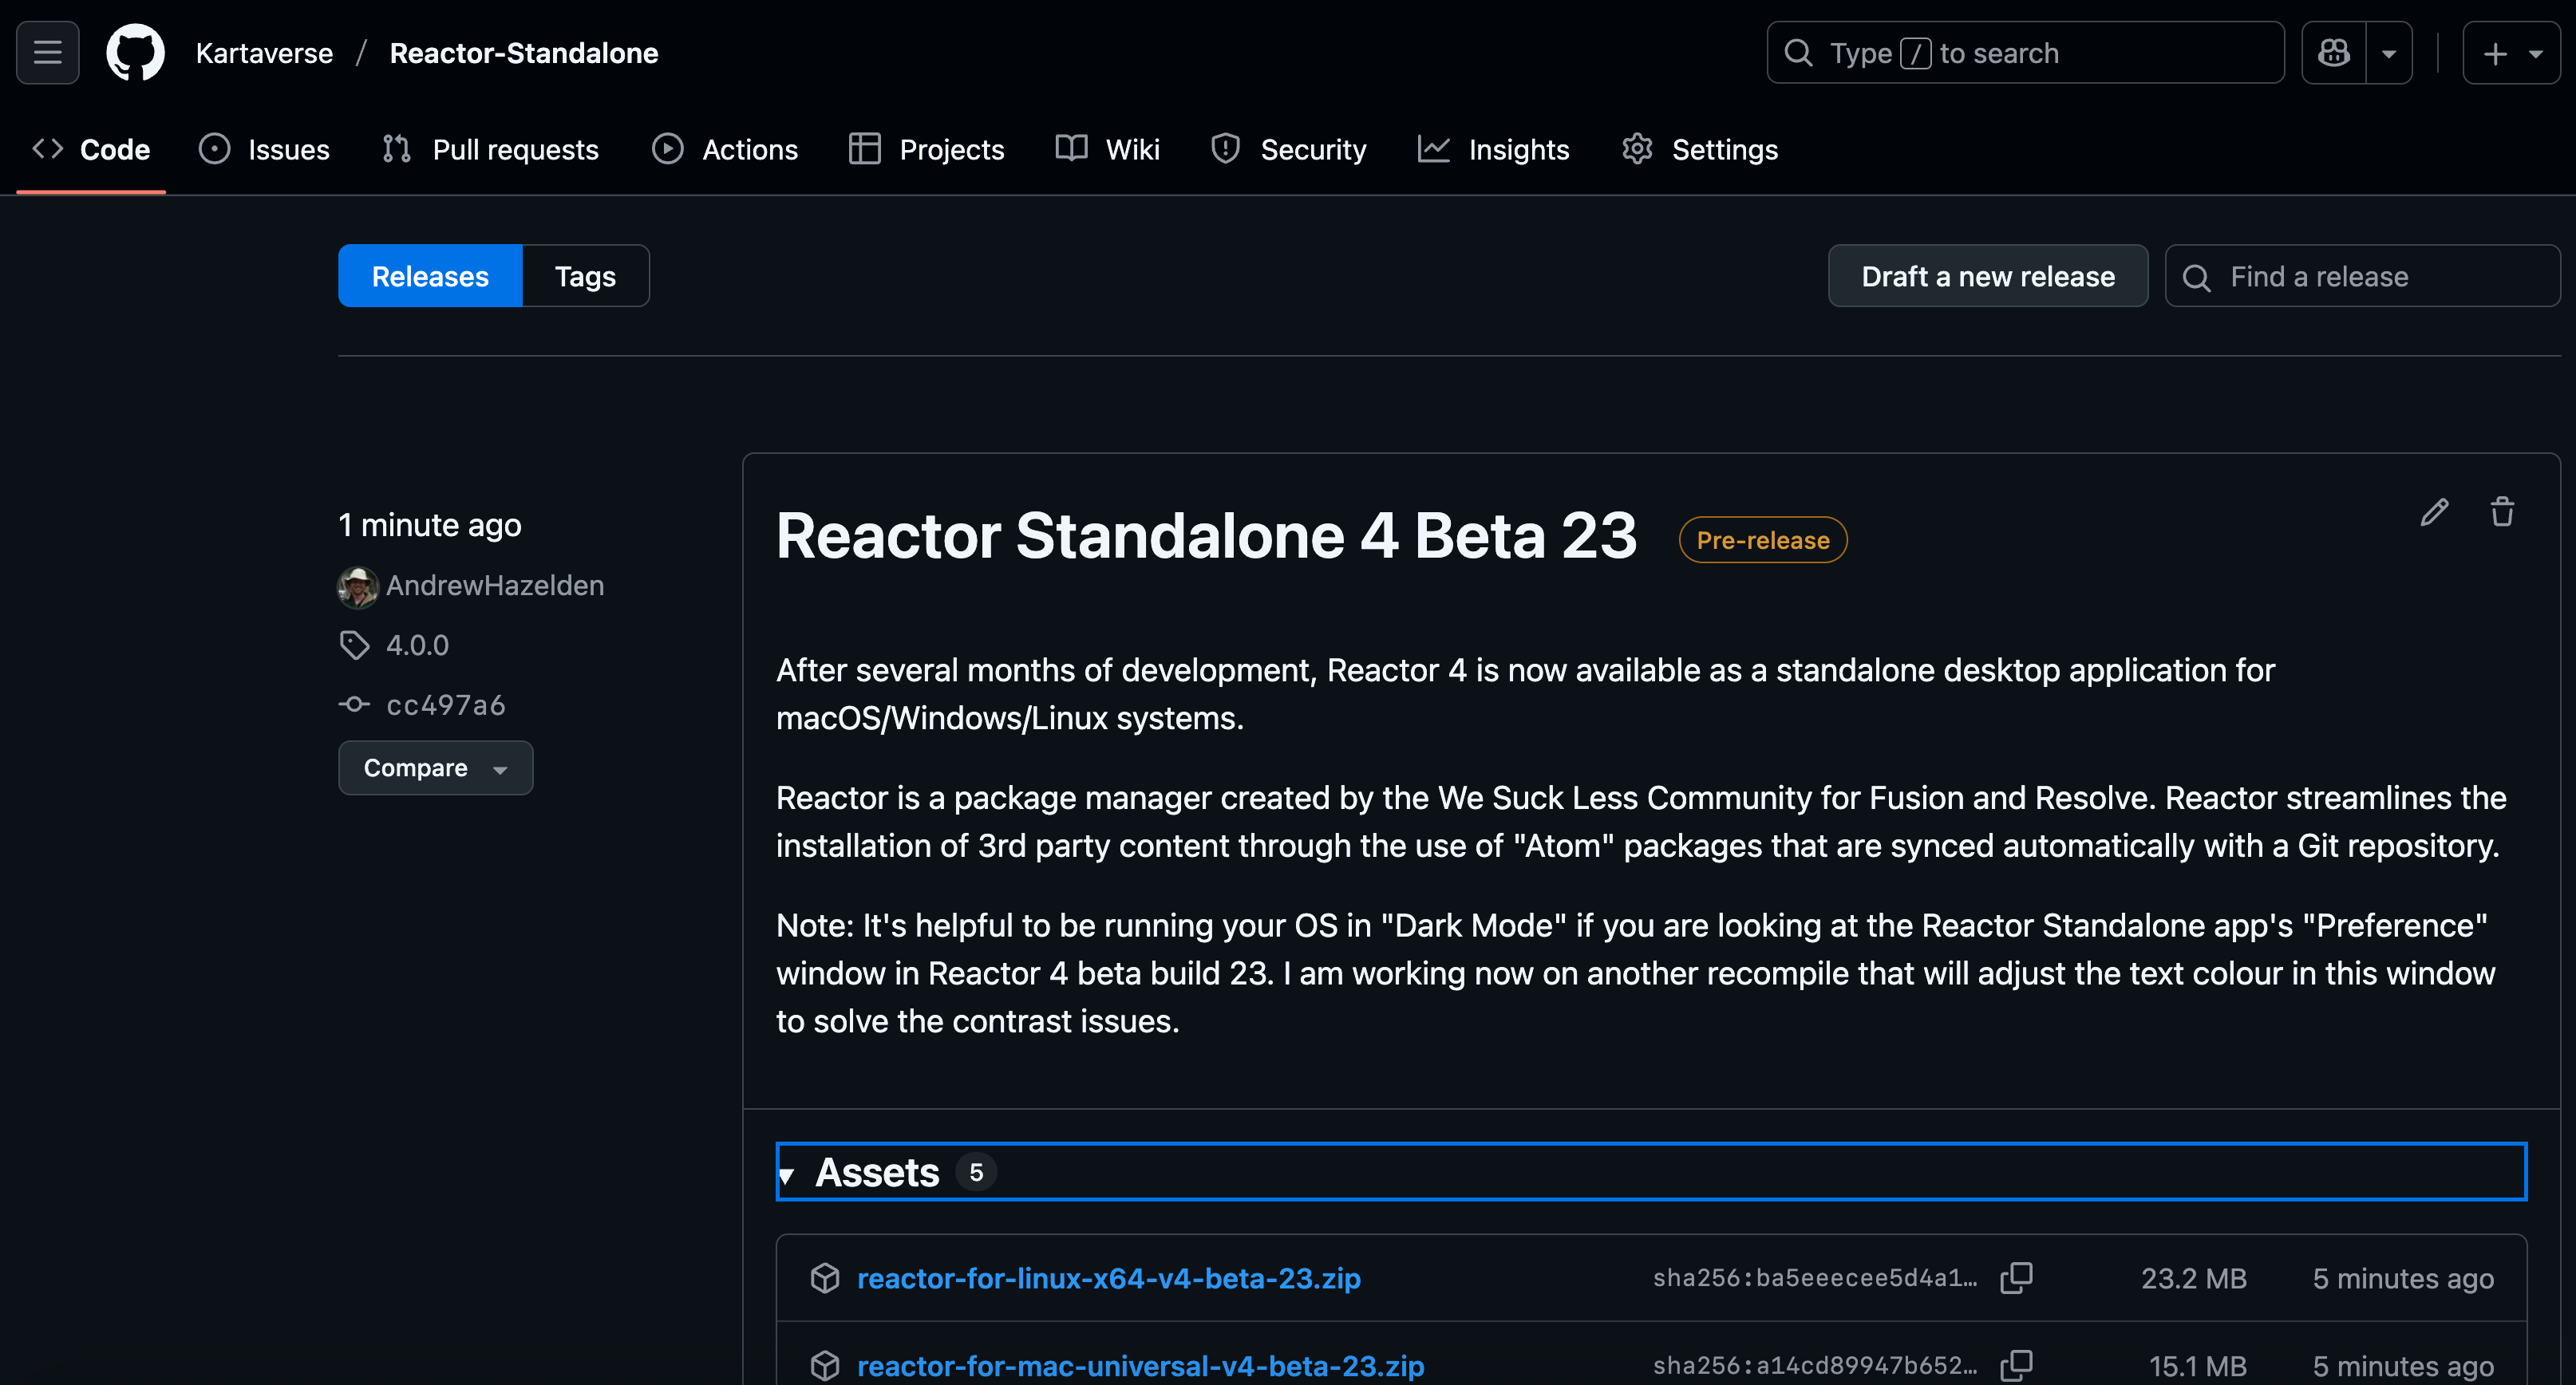 Kartaverse / Reactor-Standalone
Type / to search
Code Issues Pull requests Actions Projects Wiki Security Insights Settings
Releases Tags
Draft a new release Find a release
1 minute ago
AndrewHazelden
4.0.0
cc497a6
Compare
Reactor Standalone 4 Beta 23 Pre-release
After several months of development, Reactor 4 is now available as a standalone desktop application for
macOS/Windows/Linux systems.
Reactor is a package manager created by the We Suck Less Community for Fusion and Resolve. Reactor streamlines the
installation of 3rd party content through the use of "Atom" packages that are synced automatically with a Git repository.
Note: It's helpful to be running your OS in "Dark Mode" if you are looking at the Reactor Standalone app's "Preference"
window in Reactor 4 beta build 23. I am working now on another recompile that will adjust the text colour in this window
to solve the contrast issues.
Assets 5
reactor-for-linux-x64-v4-beta-23.zip sha256:ba5eeecee5d4a1… 23.2 MB 5 minutes ago
reactor-for-mac-universal-v4-beta-23.zip sha256:a14cd89947b652… 15.1 MB 5 minutes ago